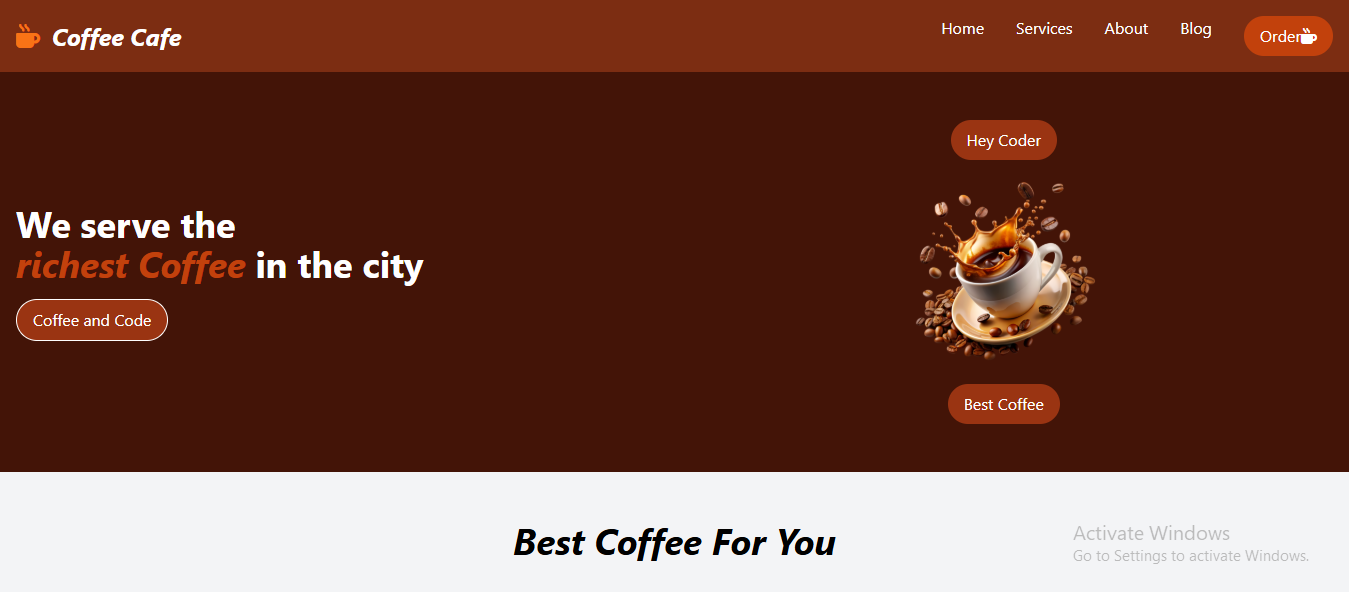 Coffee Cafe
Home Services About Blog Order
Hey Coder
We serve the
richest Coffee in the city
Coffee and Code
Best Coffee
Best Coffee For You
Activate Windows
Go to Settings to activate Windows.